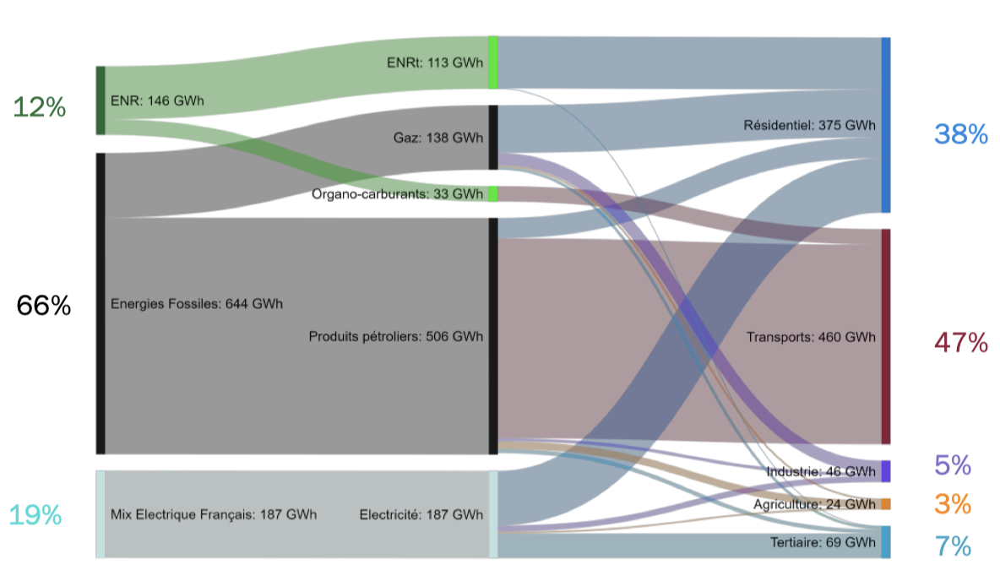 ENRt: 113 GWh
12%
ENR: 146 GWh
Gaz: 138 GWh
Résidentiel: 375 GWh
38%
Organo-carburants: 33 GWh
66%
Energies Fossiles: 644 GWh
Produits pétroliers: 506 GWh
Transports: 460 GWh
47%
Industrie: 46 GWh
5%
Agriculture: 24 GWh
3%
19%
Mix Electrique Français: 187 GWh
Electricité: 187 GWh
Tertiaire: 69 GWh
7%